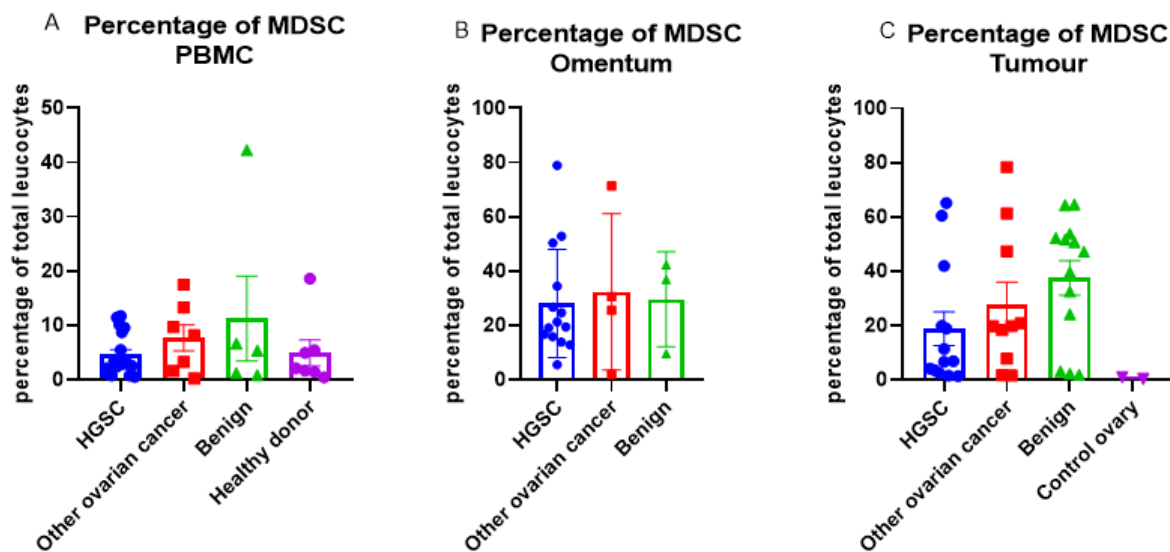 A Percentage of MDSC
PBMC
percentage of total leucocytes
50
40
30
20
10
0
HGSC
Other ovarian cancer
Benign
Healthy donor
B Percentage of MDSC
Omentum
percentage of total leucocytes
100
80
60
40
20
0
HGSC
Other ovarian cancer
Benign
C Percentage of MDSC
Tumour
percentage of total leucocytes
100
80
60
40
20
0
HGSC
Other ovarian cancer
Benign
Control ovary